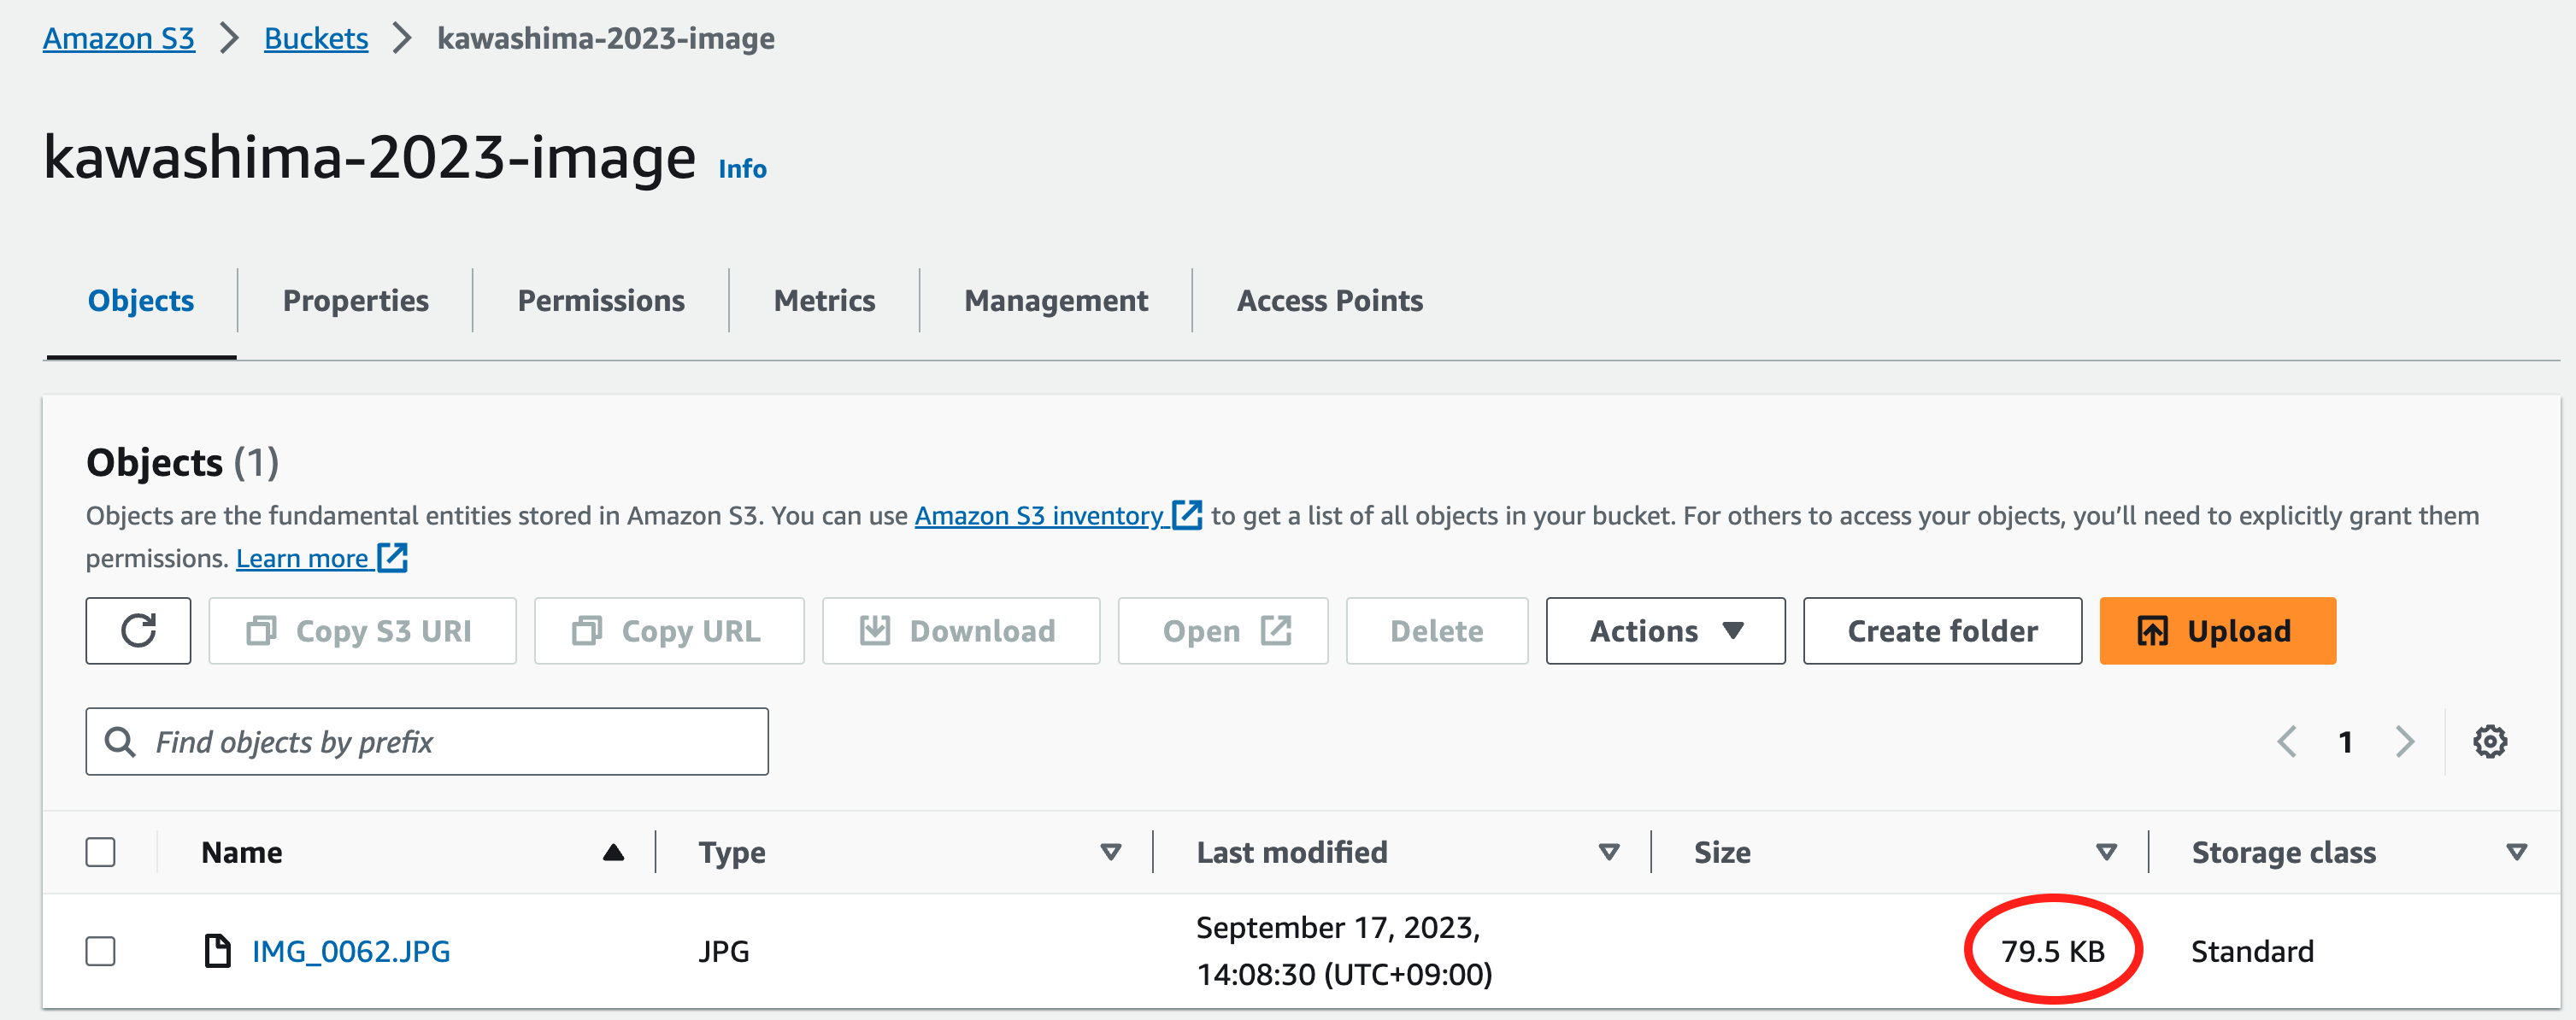 Amazon S3 > Buckets > kawashima-2023-image
kawashima-2023-image Info
Objects Properties Permissions Metrics Management Access Points
Objects (1)
Objects are the fundamental entities stored in Amazon S3. You can use Amazon S3 inventory to get a list of all objects in your bucket. For others to access your objects, you’ll need to explicitly grant them
permissions. Learn more
Copy S3 URI Copy URL Download Open Delete Actions Create folder Upload
Find objects by prefix 1
Name Type Last modified Size Storage class
IMG_0062.JPG JPG September 17, 2023, 79.5 KB Standard
14:08:30 (UTC+09:00)